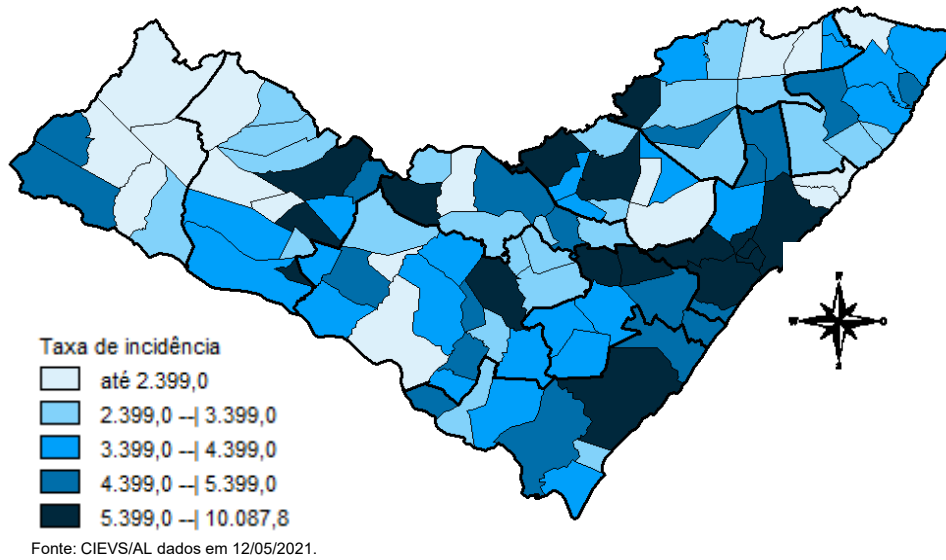 Taxa de incidência
até 2.399,0
2.399,0 --| 3.399,0
3.399,0 --| 4.399,0
4.399,0 --| 5.399,0
5.399,0 --| 10.087,8
Fonte: CIEVS/AL dados em 12/05/2021.